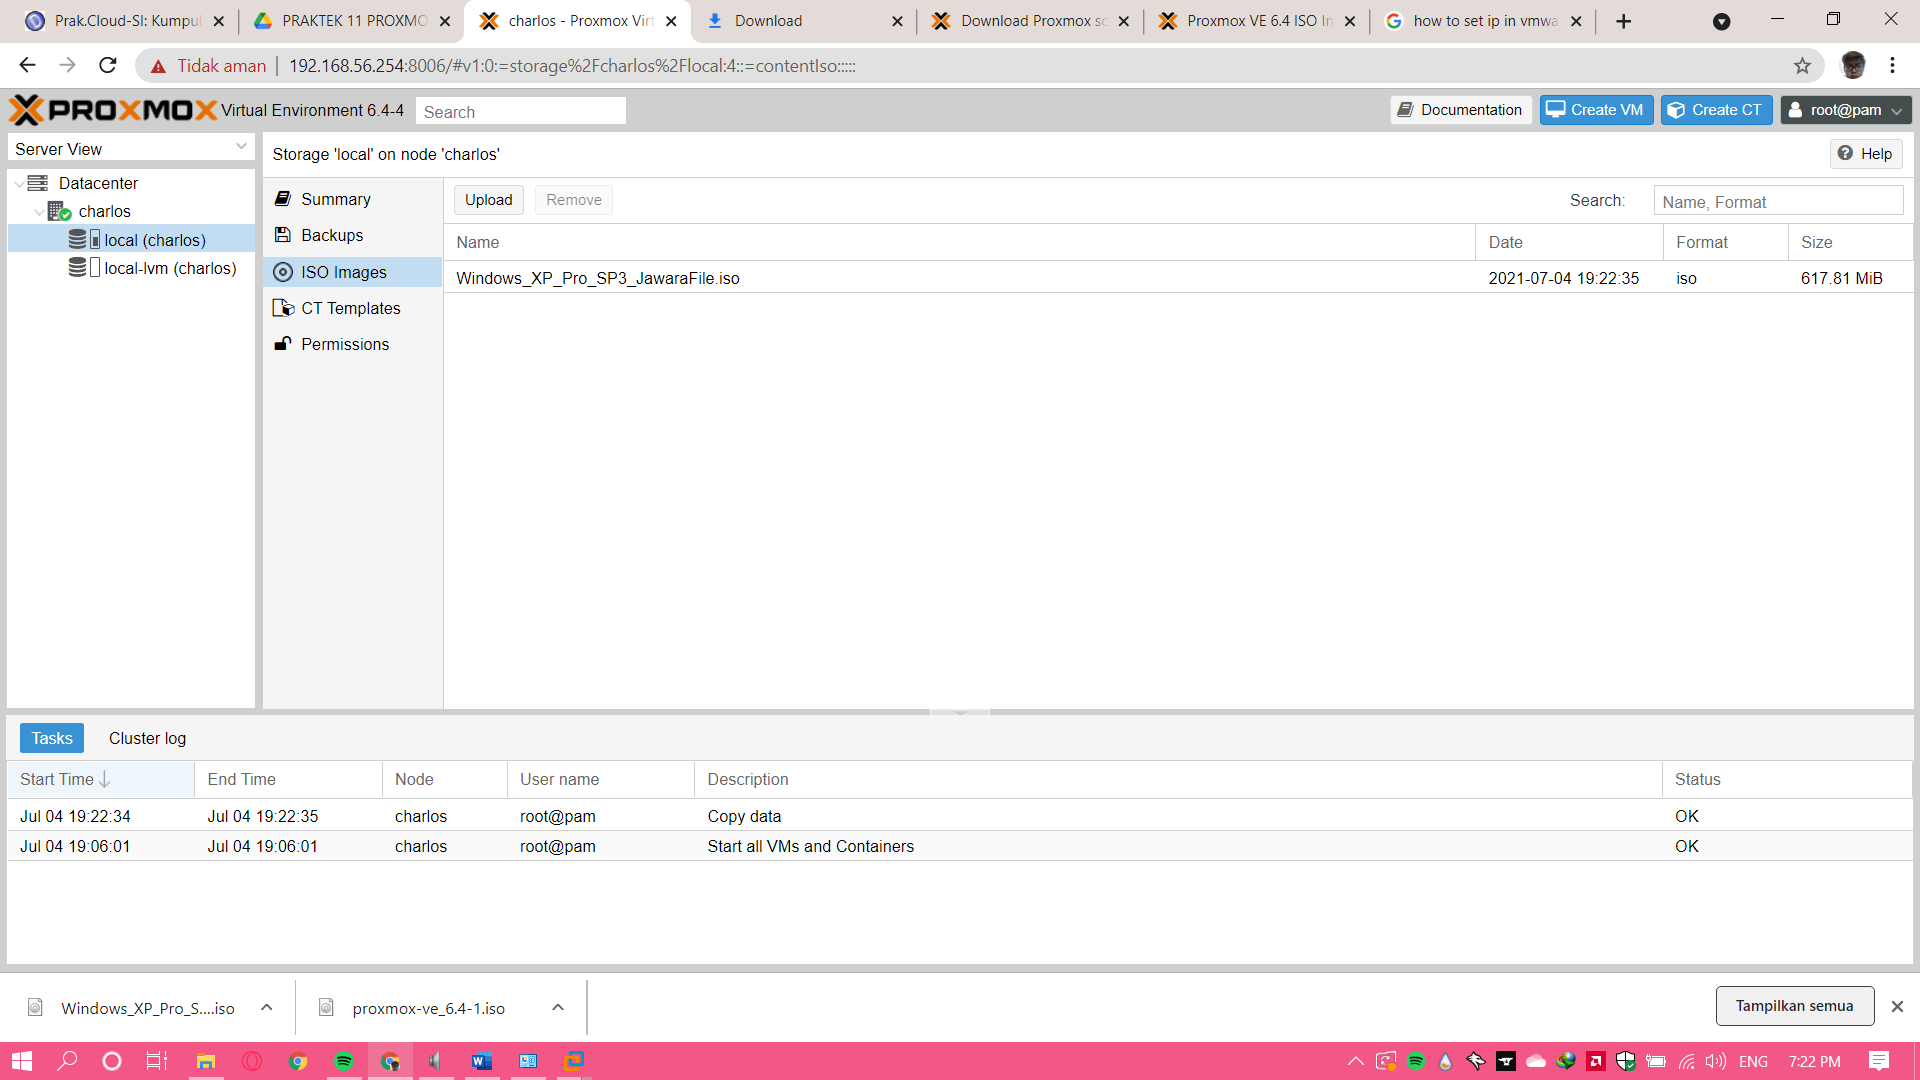 Prak.Cloud-SI: Kumpul
PRAKTEK 11 PROXMO
charlos - Proxmox Virt
Download
Download Proxmox so
Proxmox VE 6.4 ISO In
how to set ip in vmwa
Tidak aman
192.168.56.254:8006/#v1:0:=storage%2Fcharlos%2Flocal:4::=contentIso:::::
PROXMOX Virtual Environment 6.4-4
Search
Documentation
Create VM
Create CT
root@pam
Server View
Storage 'local' on node 'charlos'
Help
Datacenter
charlos
local (charlos)
local-lvm (charlos)
Summary
Backups
ISO Images
CT Templates
Permissions
Upload
Remove
Search:
Name, Format
Name Date Format Size
Windows_XP_Pro_SP3_JawaraFile.iso 2021-07-04 19:22:35 iso 617.81 MiB
Tasks
Cluster log
Start Time End Time Node User name Description Status
Jul 04 19:22:34 Jul 04 19:22:35 charlos root@pam Copy data OK
Jul 04 19:06:01 Jul 04 19:06:01 charlos root@pam Start all VMs and Containers OK
Windows_XP_Pro_S....iso
proxmox-ve_6.4-1.iso
Tampilkan semua
ENG
7:22 PM